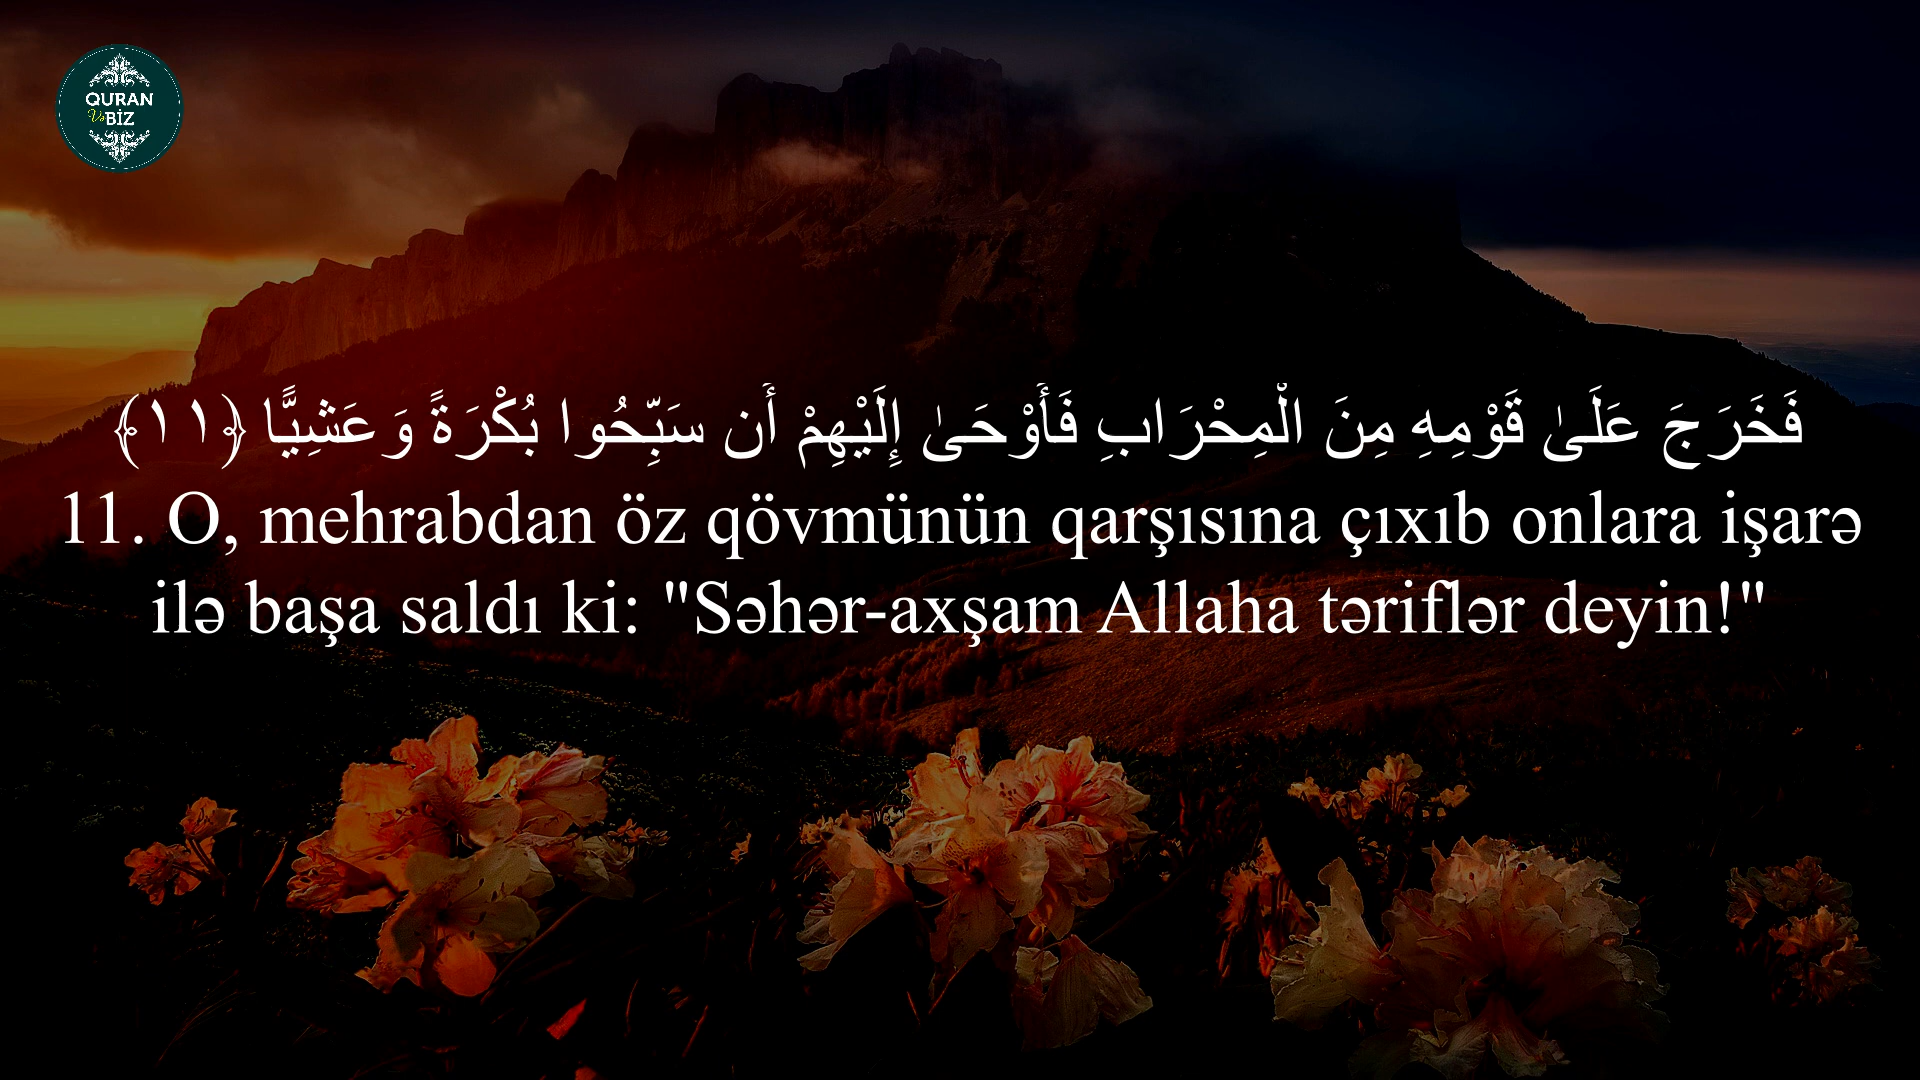 QURAN
Və BİZ
فَخَرَجَ عَلَىٰ قَوْمِهِ مِنَ الْمِحْرَابِ فَأَوْحَىٰ إِلَيْهِمْ أَن سَبِّحُوا بُكْرَةً وَعَشِيًّا ﴿١١﴾
11. O, mehrabdan öz qövmünün qarşısına çıxıb onlara işarə
ilə başa saldı ki: "Səhər-axşam Allaha təriflər deyin!"